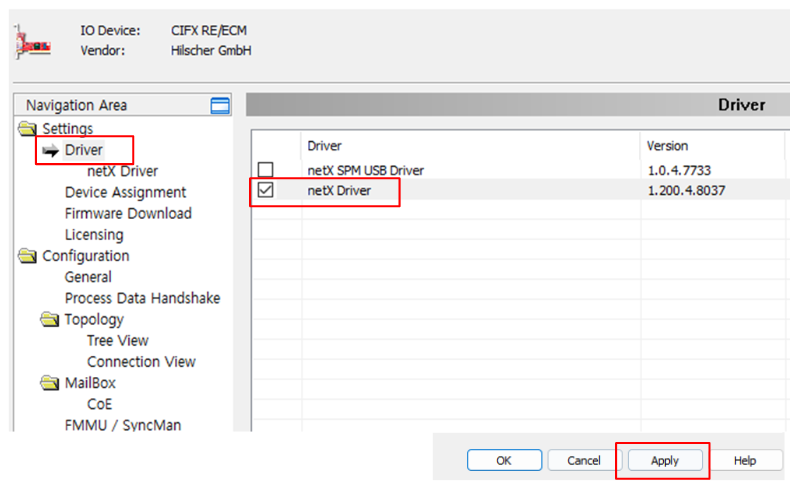 IO Device: CIFX RE/ECM
Vendor: Hilscher GmbH
Navigation Area
Driver
Settings
Driver
netX Driver
Device Assignment
Firmware Download
Licensing
Configuration
General
Process Data Handshake
Topology
Tree View
Connection View
MailBox
CoE
FMMU / SyncMan
Driver Version
netX SPM USB Driver 1.0.4.7733
netX Driver 1.200.4.8037
OK Cancel Apply Help